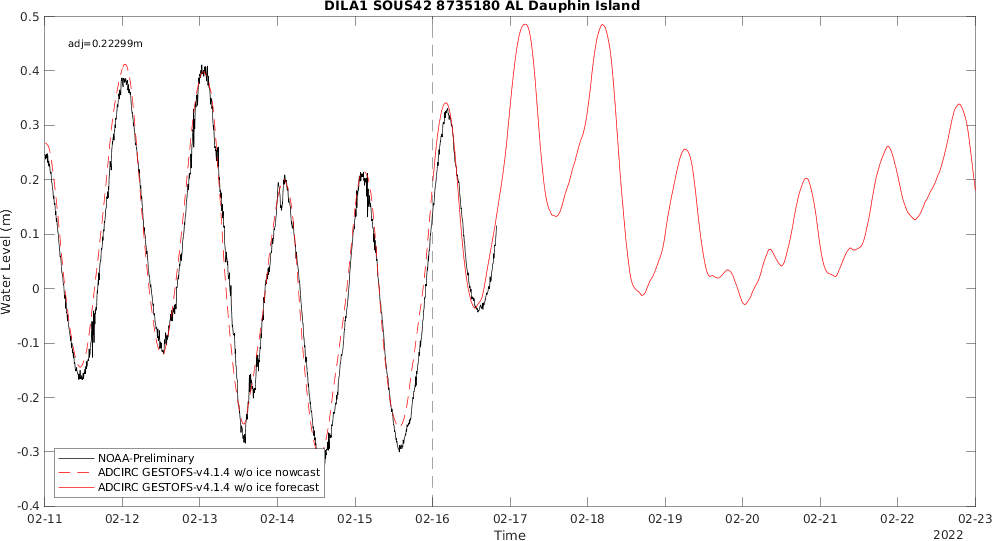 DILA1 SOUS42 8735180 AL Dauphin Island
adj=0.22299m
0.5
0.4
0.3
0.2
0.1
0
-0.1
-0.2
-0.3
-0.4
Water Level (m)
NOAA-Preliminary
ADCIRC GESTOFS-v4.1.4 w/o ice nowcast
ADCIRC GESTOFS-v4.1.4 w/o ice forecast
02-11 02-12 02-13 02-14 02-15 02-16 02-17 02-18 02-19 02-20 02-21 02-22 02-23
Time
2022